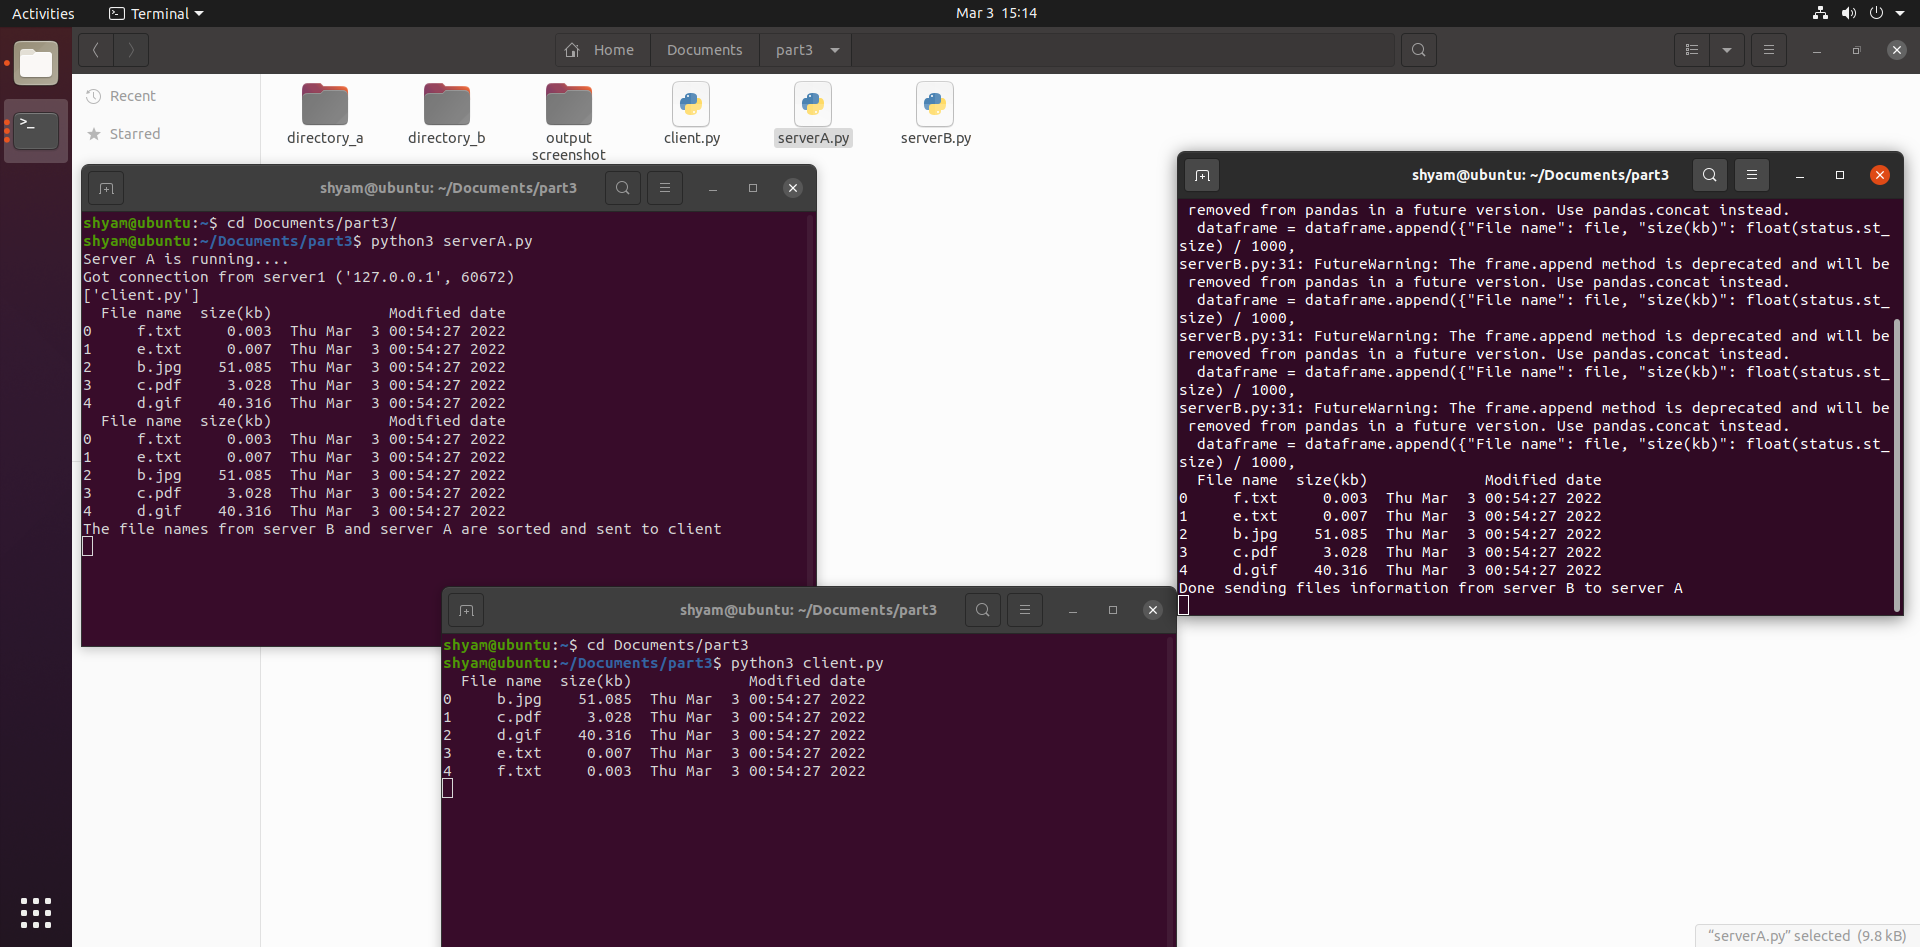 Activities
Terminal
Mar 3 15:14
Home
Documents
part3
Recent
Starred
directory_a
directory_b
output
screenshot
client.py
serverA.py
serverB.py
shyam@ubuntu: ~/Documents/part3
shyam@ubuntu:~$ cd Documents/part3/
shyam@ubuntu:~/Documents/part3$ python3 serverA.py
Server A is running....
Got connection from server1 ('127.0.0.1', 60672)
['client.py']
File name size(kb) Modified date
0 f.txt 0.003 Thu Mar 3 00:54:27 2022
1 e.txt 0.007 Thu Mar 3 00:54:27 2022
2 b.jpg 51.085 Thu Mar 3 00:54:27 2022
3 c.pdf 3.028 Thu Mar 3 00:54:27 2022
4 d.gif 40.316 Thu Mar 3 00:54:27 2022
File name size(kb) Modified date
0 f.txt 0.003 Thu Mar 3 00:54:27 2022
1 e.txt 0.007 Thu Mar 3 00:54:27 2022
2 b.jpg 51.085 Thu Mar 3 00:54:27 2022
3 c.pdf 3.028 Thu Mar 3 00:54:27 2022
4 d.gif 40.316 Thu Mar 3 00:54:27 2022
The file names from server B and server A are sorted and sent to client
shyam@ubuntu: ~/Documents/part3
removed from pandas in a future version. Use pandas.concat instead.
dataframe = dataframe.append({"File name": file, "size(kb)": float(status.st_
size) / 1000,
serverB.py:31: FutureWarning: The frame.append method is deprecated and will be
removed from pandas in a future version. Use pandas.concat instead.
dataframe = dataframe.append({"File name": file, "size(kb)": float(status.st_
size) / 1000,
serverB.py:31: FutureWarning: The frame.append method is deprecated and will be
removed from pandas in a future version. Use pandas.concat instead.
dataframe = dataframe.append({"File name": file, "size(kb)": float(status.st_
size) / 1000,
serverB.py:31: FutureWarning: The frame.append method is deprecated and will be
removed from pandas in a future version. Use pandas.concat instead.
dataframe = dataframe.append({"File name": file, "size(kb)": float(status.st_
size) / 1000,
File name size(kb) Modified date
0 f.txt 0.003 Thu Mar 3 00:54:27 2022
1 e.txt 0.007 Thu Mar 3 00:54:27 2022
2 b.jpg 51.085 Thu Mar 3 00:54:27 2022
3 c.pdf 3.028 Thu Mar 3 00:54:27 2022
4 d.gif 40.316 Thu Mar 3 00:54:27 2022
Done sending files information from server B to server A
shyam@ubuntu: ~/Documents/part3
shyam@ubuntu:~$ cd Documents/part3
shyam@ubuntu:~/Documents/part3$ python3 client.py
File name size(kb) Modified date
0 b.jpg 51.085 Thu Mar 3 00:54:27 2022
1 c.pdf 3.028 Thu Mar 3 00:54:27 2022
2 d.gif 40.316 Thu Mar 3 00:54:27 2022
3 e.txt 0.007 Thu Mar 3 00:54:27 2022
4 f.txt 0.003 Thu Mar 3 00:54:27 2022
"serverA.py" selected (9.8 kB)